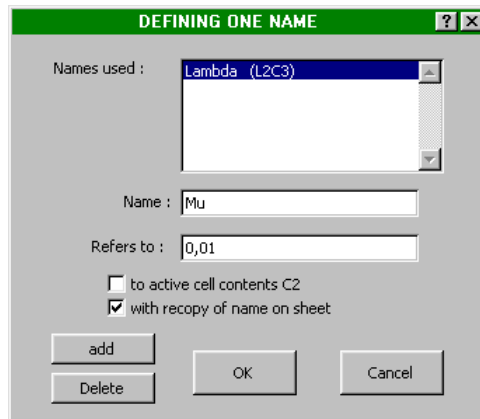 DEFINING ONE NAME
Names used :
Lambda (L2C3)
Name : Mu
Refers to : 0,01
to active cell contents C2
with recopy of name on sheet
add
Delete
OK
Cancel